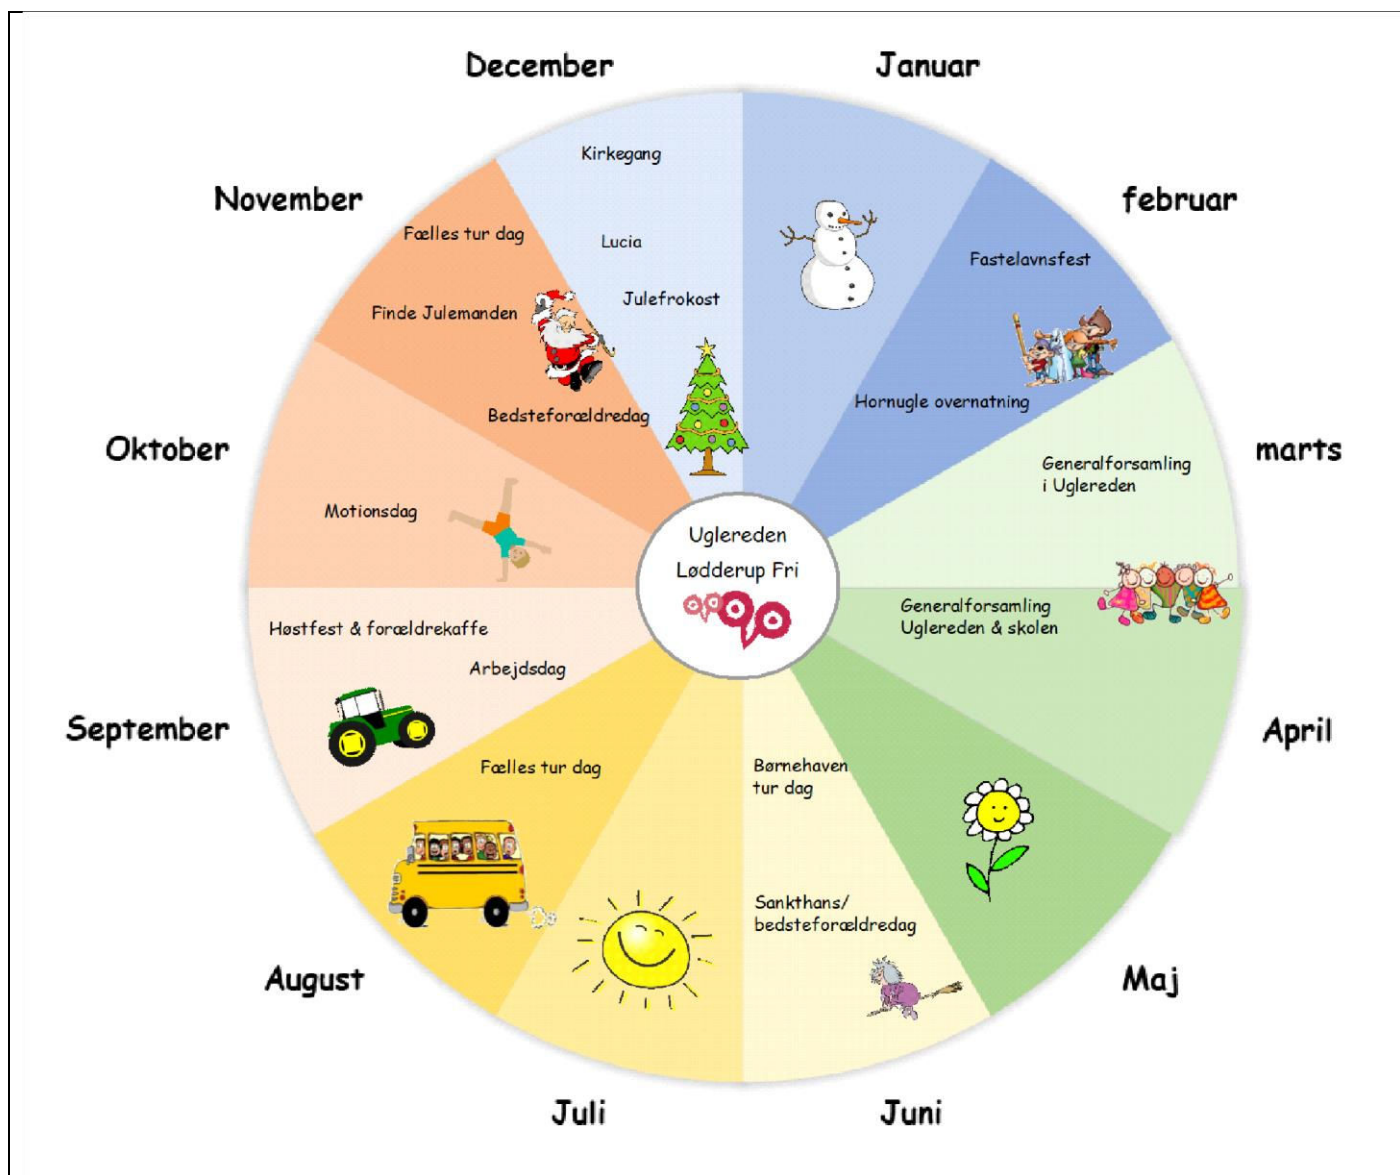 December
Januar
Kirkegang
November
februar
Fælles tur dag
Lucia
Fastelavnsfest
Julefrokost
Finde Julemanden
Hornugle overnatning
Bedsteforældredag
Oktober
marts
Generalforsamling
i Uglereden
Motionsdag
Uglereden
Lødderup Fri
Generalforsamling
Uglereden & skolen
Høstfest & forældrekaffe
Arbejdsdag
September
April
Fælles tur dag
Børnehaven
tur dag
Sankthans/
bedsteforældredag
August
Maj
Juli
Juni